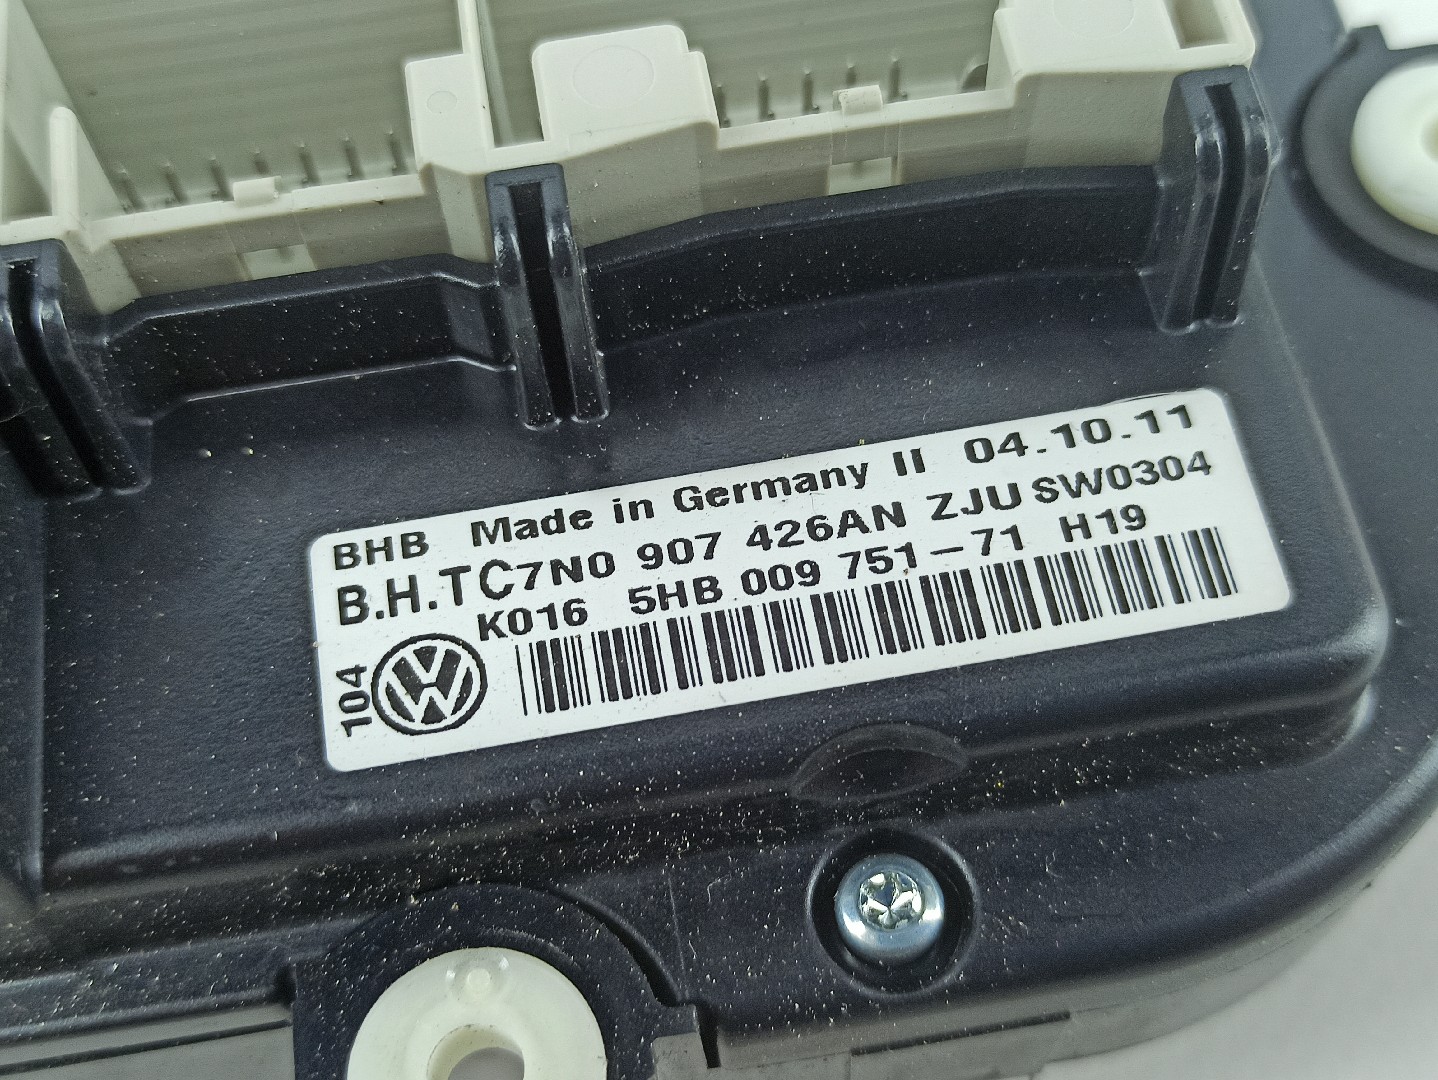 BHB Made in Germany II 04.10.11
B.H.TC7N0 907 426AN ZJU SW0304
K016 5HB 009 751-71 H19
104